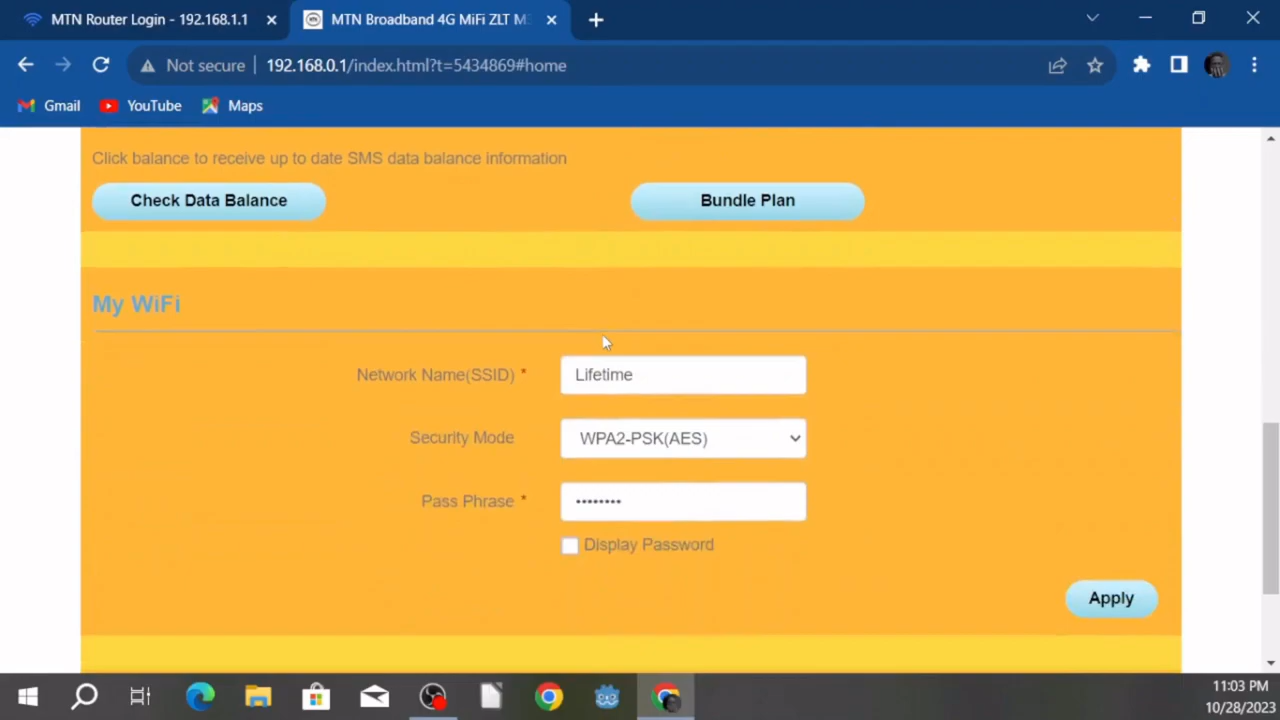 MTN Router Login - 192.168.1.1
MTN Broadband 4G MiFi ZLT
Not secure
192.168.0.1/index.html?t=5434869#home
Gmail YouTube Maps
Click balance to receive up to date SMS data balance information
Check Data Balance Bundle Plan
My WiFi
Network Name(SSID) * Lifetime
Security Mode WPA2-PSK(AES)
Pass Phrase * ••••••••
Display Password
Apply
11:03 PM
10/28/2023